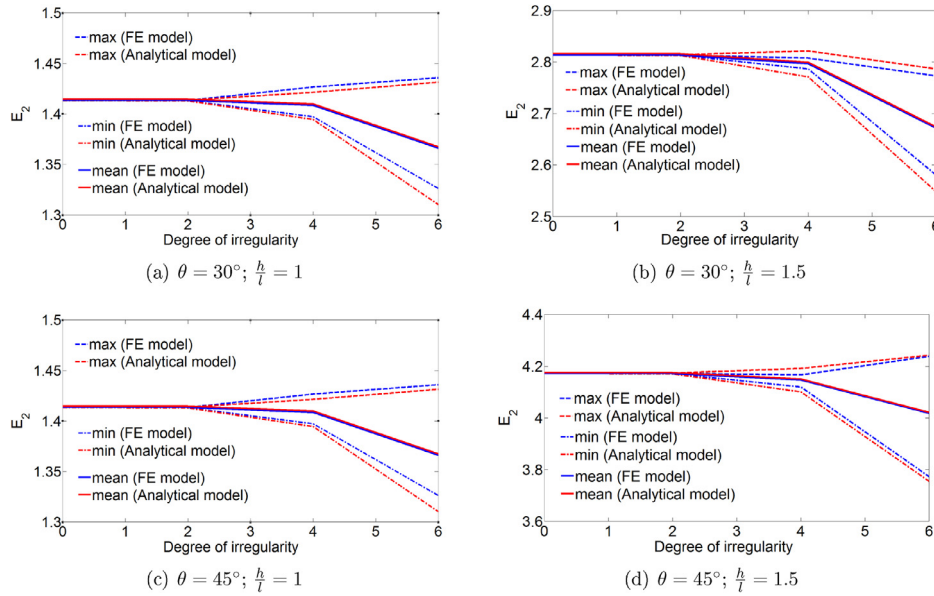 1.5
1.45
1.4
1.35
1.3
E2
max (FE model)
max (Analytical model)
min (FE model)
min (Analytical model)
mean (FE model)
mean (Analytical model)
0 1 2 3 4 5 6
Degree of irregularity
(a) θ = 30°; h/l = 1
2.9
2.8
2.7
2.6
2.5
E2
max (FE model)
max (Analytical model)
min (FE model)
min (Analytical model)
mean (FE model)
mean (Analytical model)
0 1 2 3 4 5 6
Degree of irregularity
(b) θ = 30°; h/l = 1.5
1.5
1.45
1.4
1.35
1.3
E2
max (FE model)
max (Analytical model)
min (FE model)
min (Analytical model)
mean (FE model)
mean (Analytical model)
0 1 2 3 4 5 6
Degree of irregularity
(c) θ = 45°; h/l = 1
4.4
4.2
4
3.8
3.6
E2
max (FE model)
max (Analytical model)
min (FE model)
min (Analytical model)
mean (FE model)
mean (Analytical model)
0 1 2 3 4 5 6
Degree of irregularity
(d) θ = 45°; h/l = 1.5